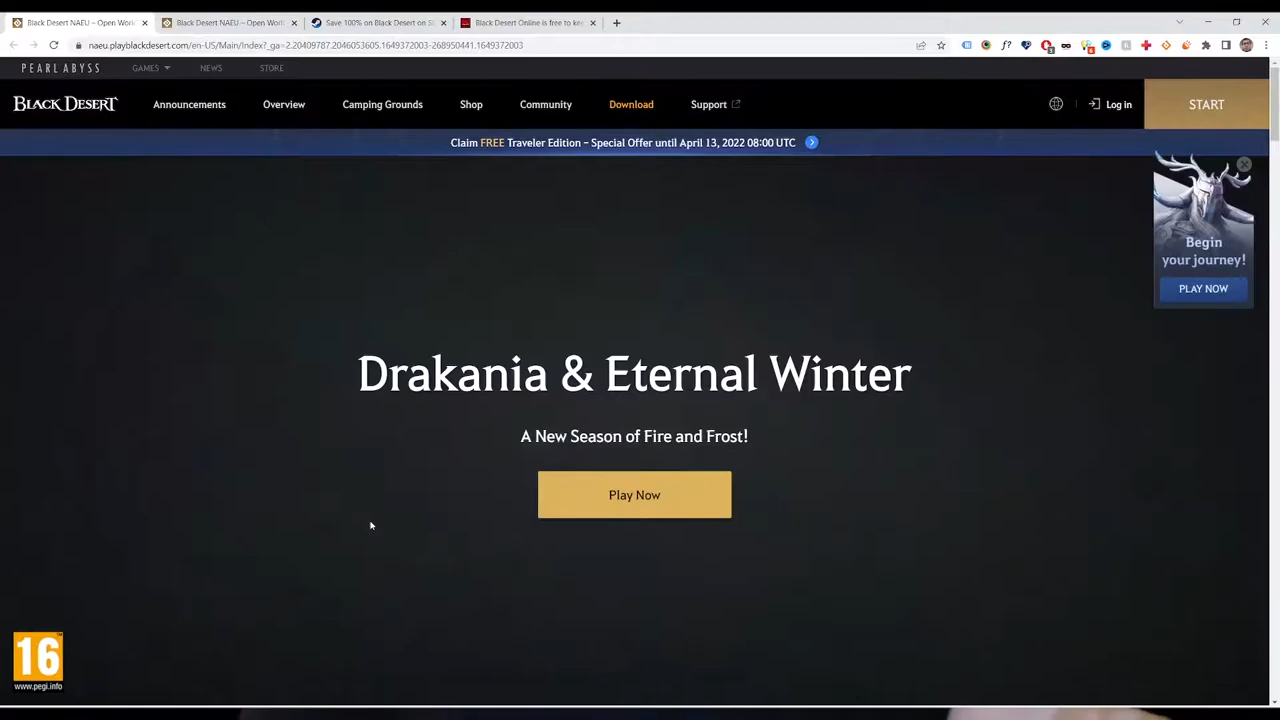 Black Desert NAEU – Open Worl
Black Desert NAEU – Open Worl
Save 100% on Black Desert on St
Black Desert Online is free to kee
naeu.playblackdesert.com/en-US/Main/Index?_ga=2.20409787.204605360.1649372003-268950441.1649372003
PEARL ABYSS
GAMES
NEWS
STORE
BLACK DESERT
Announcements
Overview
Camping Grounds
Shop
Community
Download
Support
Log in
START
Claim FREE Traveler Edition – Special Offer until April 13, 2022 08:00 UTC
Begin
your journey!
PLAY NOW
Drakania & Eternal Winter
A New Season of Fire and Frost!
Play Now
16
www.pegi.info